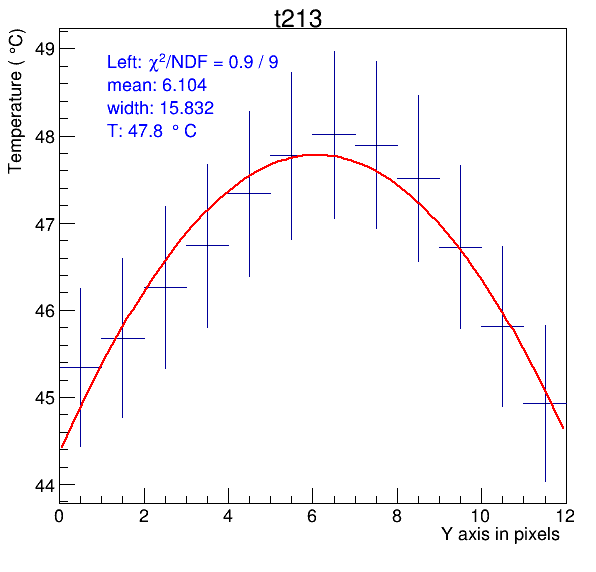 t213
Temperature ( °C)
Left: χ²/NDF = 0.9 / 9
mean: 6.104
width: 15.832
T: 47.8 ° C
49
48
47
46
45
44
0 2 4 6 8 10 12
Y axis in pixels